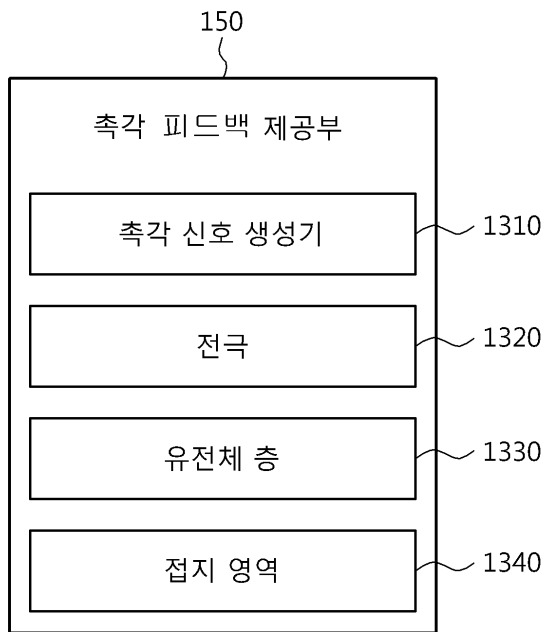 150
촉각 피드백 제공부
촉각 신호 생성기
1310
전극
1320
유전체 층
1330
접지 영역
1340